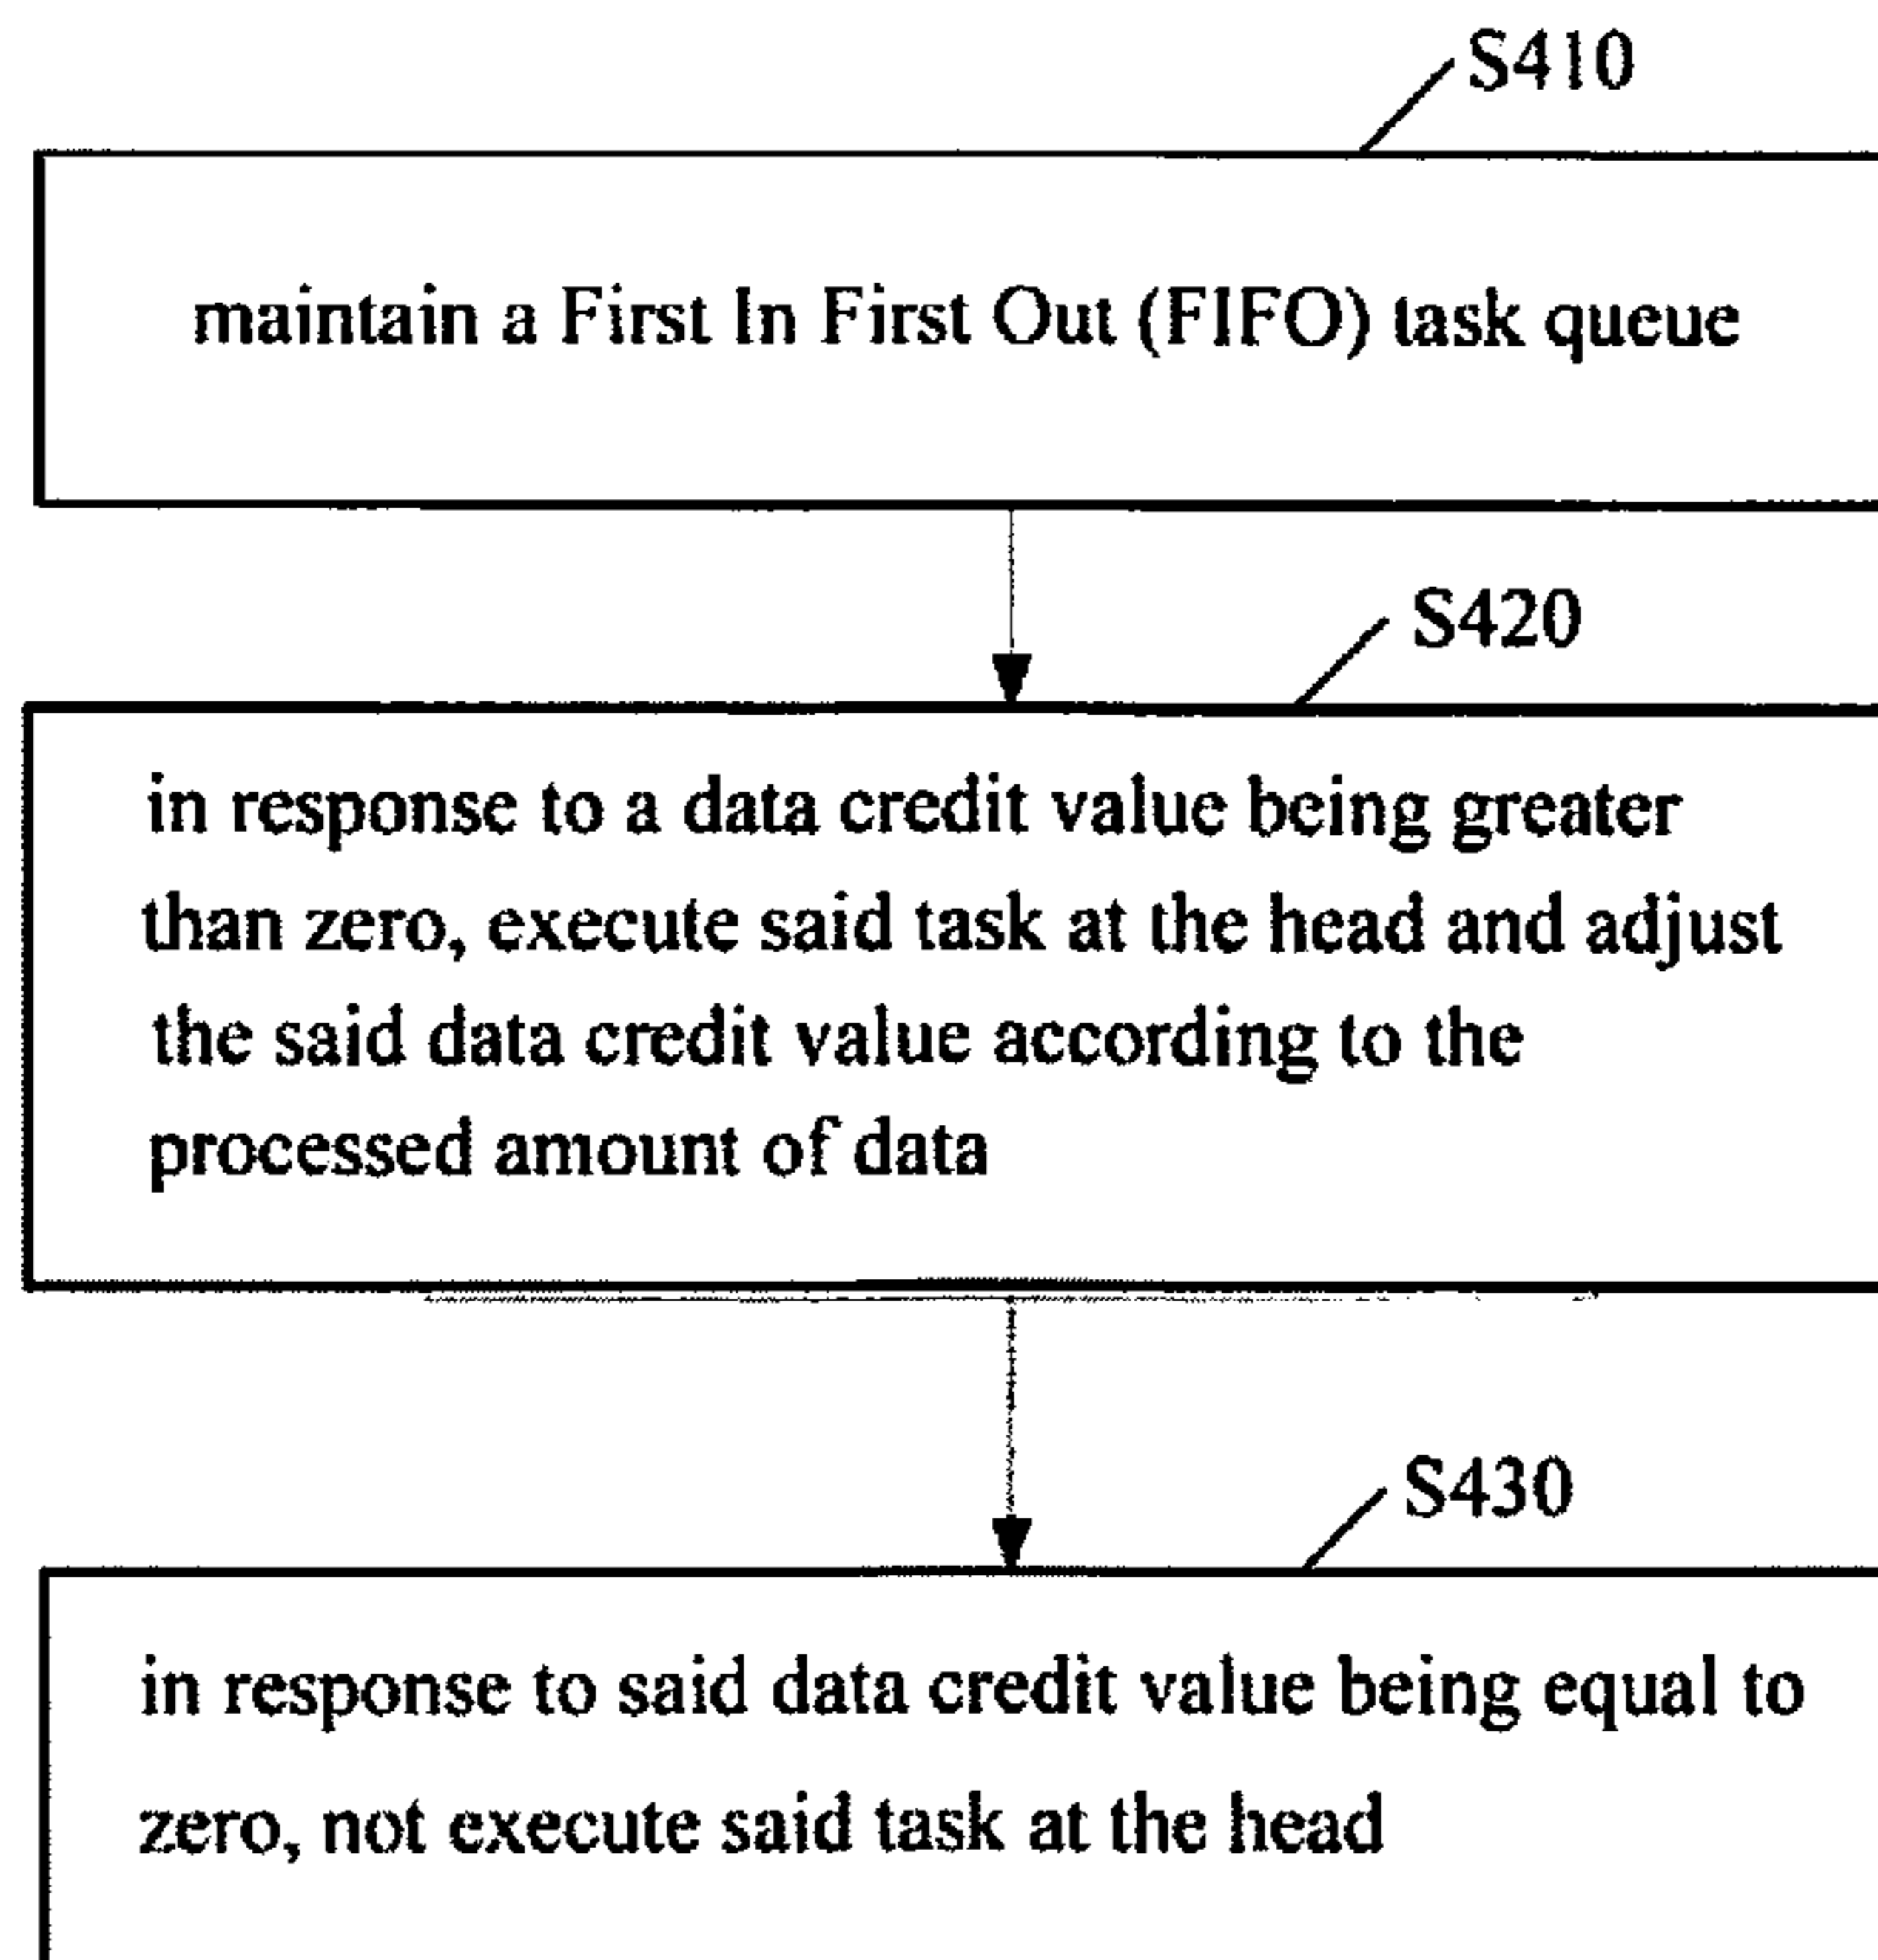 S410
maintain a First In First Out (FIFO) task queue
S420
in response to a data credit value being greater
than zero, execute said task at the head and adjust
the said data credit value according to the
processed amount of data
S430
in response to said data credit value being equal to
zero, not execute said task at the head